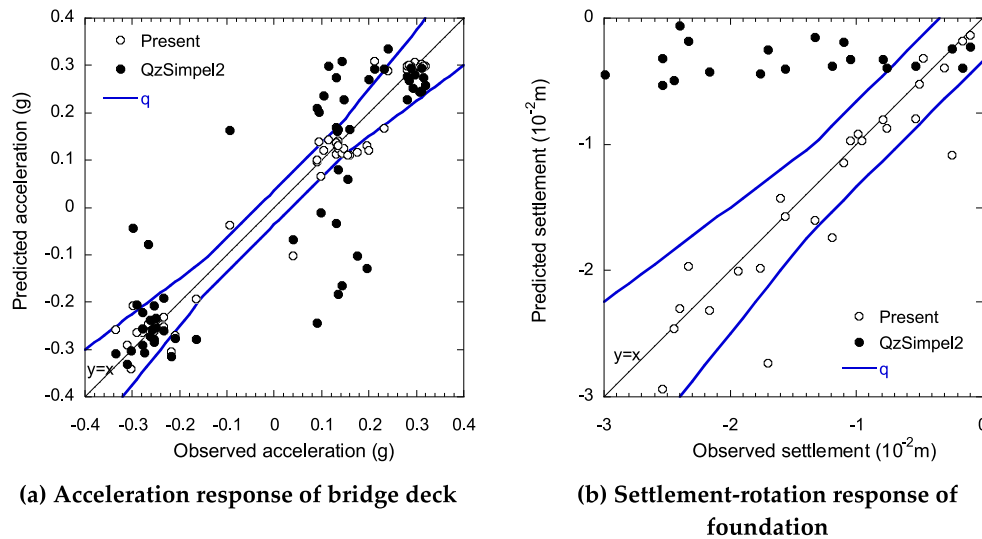 0.4
0.3
0.2
0.1
0
-0.1
-0.2
-0.3
-0.4
Predicted acceleration (g)
Present
QzSimpel2
q
y=x
-0.4 -0.3 -0.2 -0.1 0 0.1 0.2 0.3 0.4
Observed acceleration (g)
(a) Acceleration response of bridge deck
0
-1
-2
-3
Predicted settlement (10⁻²m)
Present
QzSimpel2
q
y=x
-3 -2 -1 0
Observed settlement (10⁻²m)
(b) Settlement-rotation response of
foundation